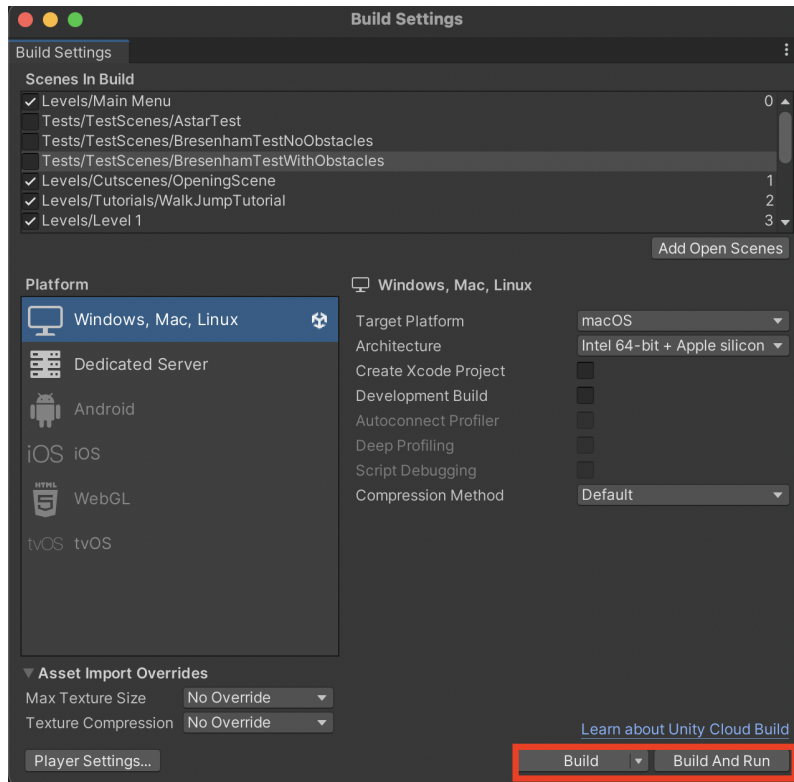 Build Settings
Build Settings
Scenes In Build
Levels/Main Menu 0
Tests/TestScenes/AstarTest
Tests/TestScenes/BresenhamTestNoObstacles
Tests/TestScenes/BresenhamTestWithObstacles
Levels/Cutscenes/OpeningScene 1
Levels/Tutorials/WalkJumpTutorial 2
Levels/Level 1 3
Add Open Scenes
Platform
Windows, Mac, Linux
Dedicated Server
Android
iOS iOS
HTML 5 WebGL
tvOS tvOS
Windows, Mac, Linux
Target Platform macOS
Architecture Intel 64-bit + Apple silicon
Create Xcode Project
Development Build
Autoconnect Profiler
Deep Profiling
Script Debugging
Compression Method Default
Asset Import Overrides
Max Texture Size No Override
Texture Compression No Override
Learn about Unity Cloud Build
Player Settings... Build Build And Run